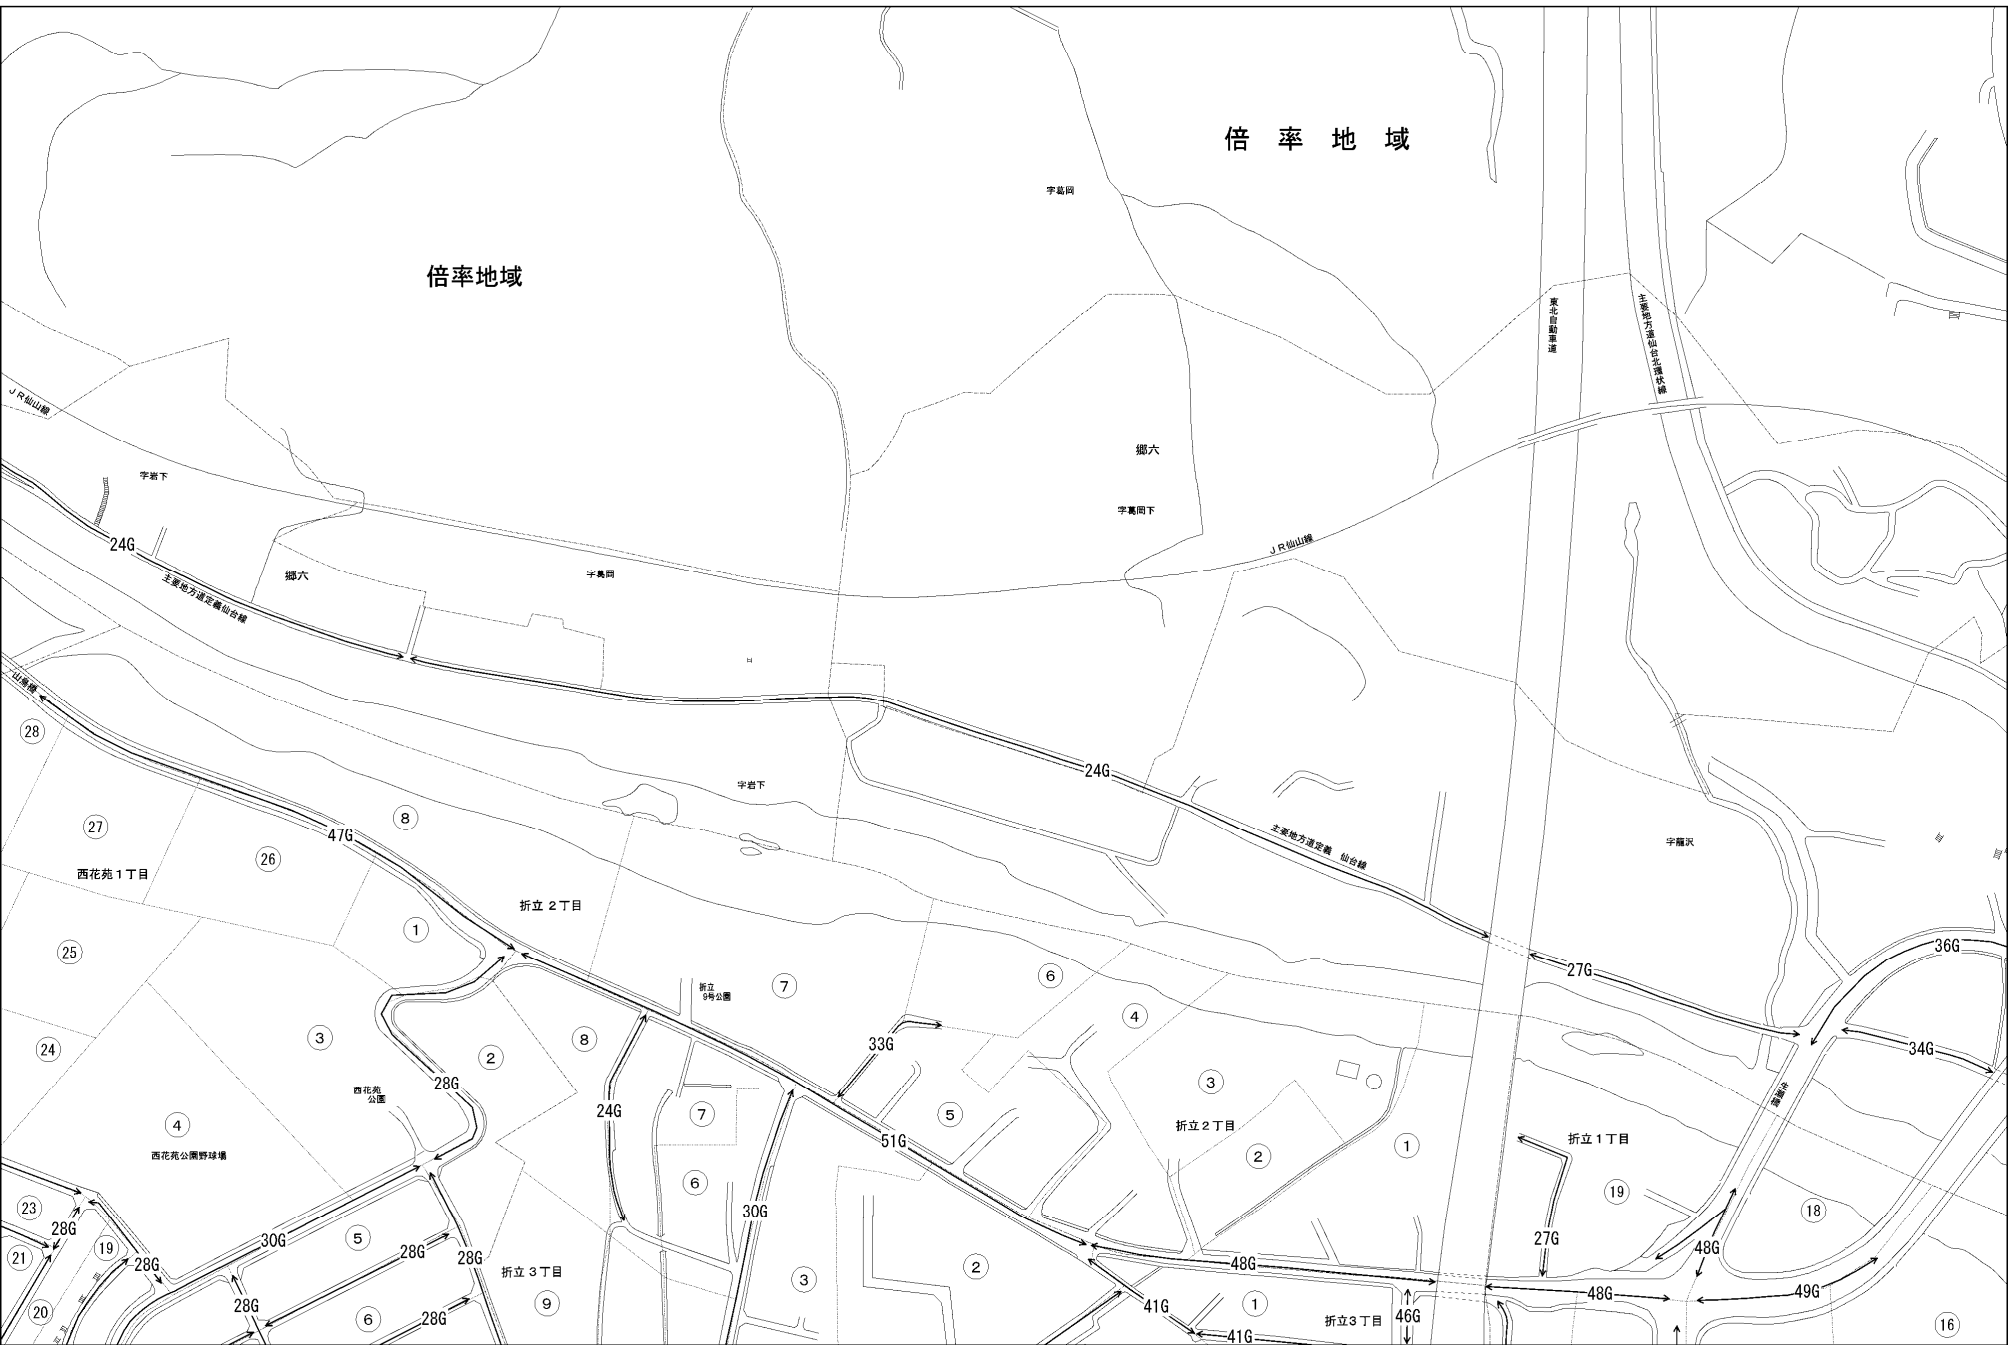 倍 率 地 域
字葛岡
倍率地域
東北自動車道
主要地方道仙台北環状線
ＪＲ仙山線
郷六
字岩下
字葛岡下
ＪＲ仙山線
24G
郷六
字葛岡
主要地方道定義仙台線
山鳥橋
28
24G
字岩下
8
47G
27
26
主要地方道定義 仙台線
字龍沢
西花苑１丁目
折立２丁目
1
25
36G
27G
6
7
折立
9号公園
4
3
8
24
2
33G
34G
28G
3
西花苑
公園
24G
7
5
生瀬橋
4
51G
折立２丁目
折立１丁目
1
西花苑公園野球場
2
6
19
23
30G
18
28G
30G
5
28G
28G
27G
48G
21
19
28G
48G
折立３丁目
2
3
48G
49G
20
28G
6
28G
9
41G
1
46G
折立３丁目
16
41G